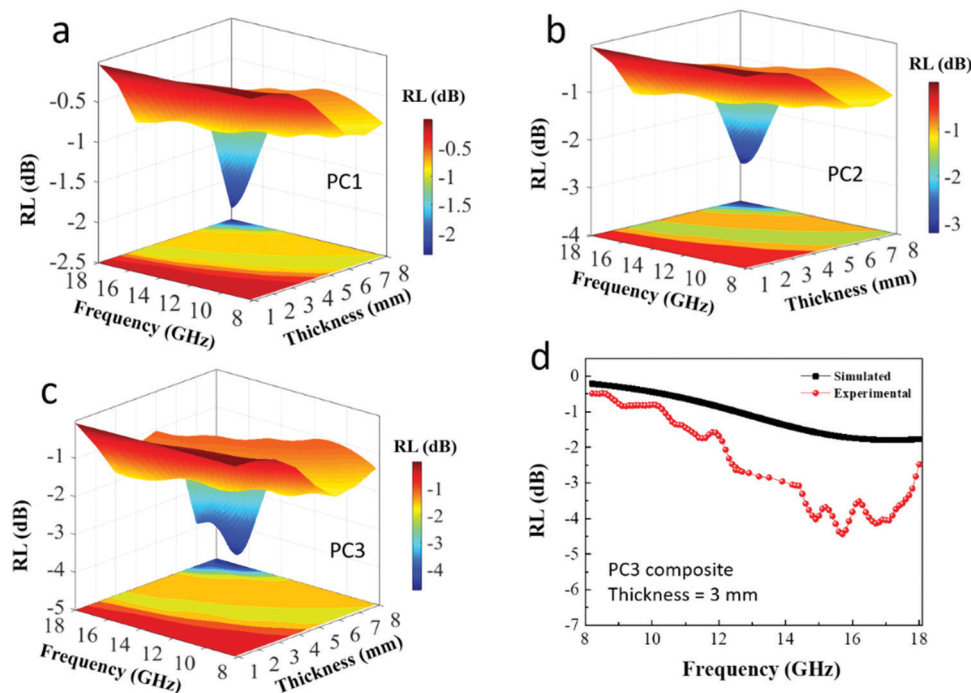 a
RL (dB)
-0.5
-1
-1.5
-2
-2.5
RL (dB)
-0.5
-1
-1.5
-2
PC1
18 16 14 12 10 8
Frequency (GHz)
1 2 3 4 5 6 7 8
Thickness (mm)
b
RL (dB)
-1
-2
-3
-4
RL (dB)
-1
-2
-3
PC2
18 16 14 12 10 8
Frequency (GHz)
1 2 3 4 5 6 7 8
Thickness (mm)
c
RL (dB)
-1
-2
-3
-4
-5
RL (dB)
-1
-2
-3
-4
PC3
18 16 14 12 10 8
Frequency (GHz)
1 2 3 4 5 6 7 8
Thickness (mm)
d
Simulated
Experimental
RL (dB)
0
-1
-2
-3
-4
-5
-6
-7
PC3 composite
Thickness = 3 mm
8 10 12 14 16 18
Frequency (GHz)